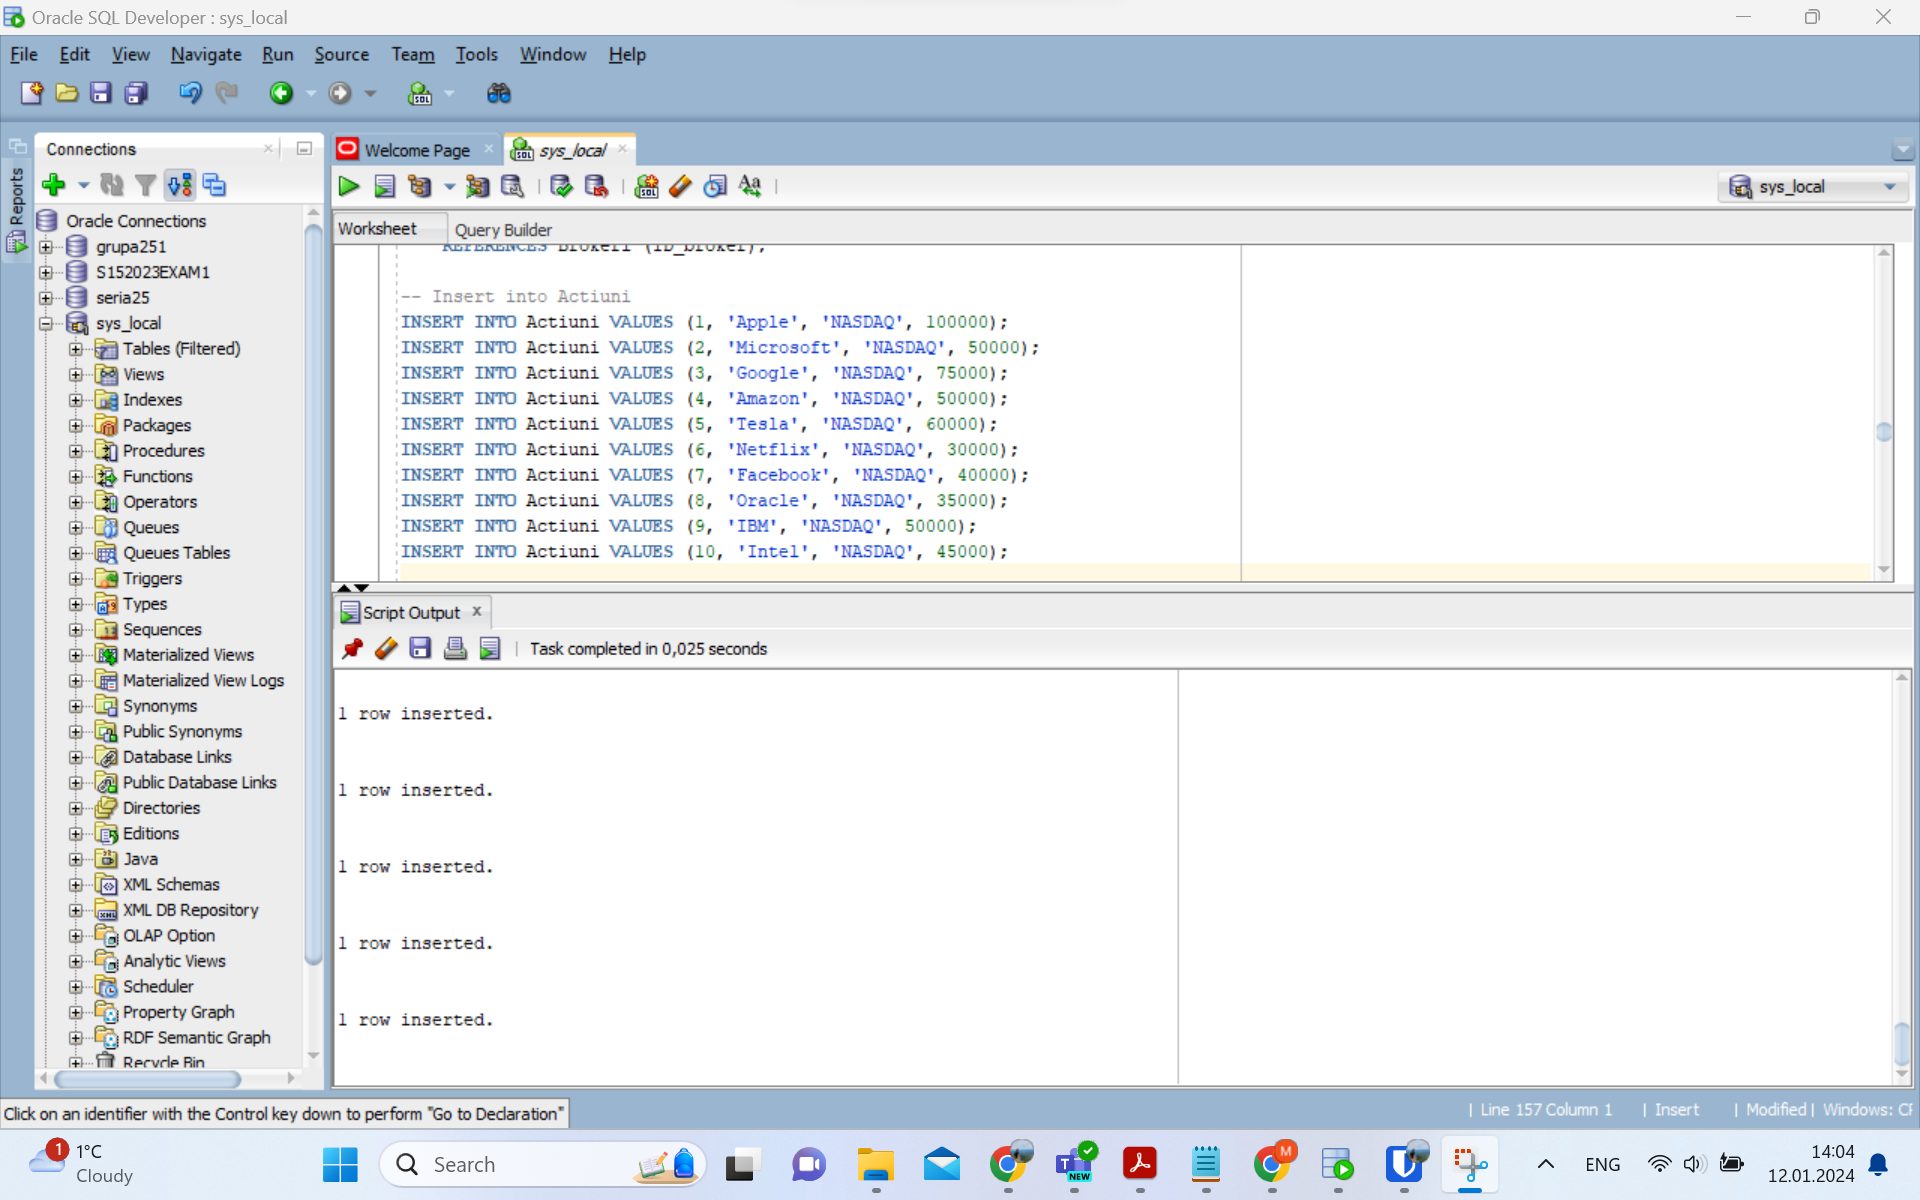 Oracle SQL Developer : sys_local
File Edit View Navigate Run Source Team Tools Window Help
Reports
Connections
Oracle Connections
grupa251
S152023EXAM1
seria25
sys_local
Tables (Filtered)
Views
Indexes
Packages
Procedures
Functions
Operators
Queues
Queues Tables
Triggers
Types
Sequences
Materialized Views
Materialized View Logs
Synonyms
Public Synonyms
Database Links
Public Database Links
Directories
Editions
Java
XML Schemas
XML DB Repository
OLAP Option
Analytic Views
Scheduler
Property Graph
RDF Semantic Graph
Recycle Bin
Welcome Page
sys_local
sys_local
Worksheet Query Builder
REFERENCES Brokeri (ID_broker);
-- Insert into Actiuni
INSERT INTO Actiuni VALUES (1, 'Apple', 'NASDAQ', 100000);
INSERT INTO Actiuni VALUES (2, 'Microsoft', 'NASDAQ', 50000);
INSERT INTO Actiuni VALUES (3, 'Google', 'NASDAQ', 75000);
INSERT INTO Actiuni VALUES (4, 'Amazon', 'NASDAQ', 50000);
INSERT INTO Actiuni VALUES (5, 'Tesla', 'NASDAQ', 60000);
INSERT INTO Actiuni VALUES (6, 'Netflix', 'NASDAQ', 30000);
INSERT INTO Actiuni VALUES (7, 'Facebook', 'NASDAQ', 40000);
INSERT INTO Actiuni VALUES (8, 'Oracle', 'NASDAQ', 35000);
INSERT INTO Actiuni VALUES (9, 'IBM', 'NASDAQ', 50000);
INSERT INTO Actiuni VALUES (10, 'Intel', 'NASDAQ', 45000);
Script Output
Task completed in 0,025 seconds
1 row inserted.
1 row inserted.
1 row inserted.
1 row inserted.
1 row inserted.
Click on an identifier with the Control key down to perform "Go to Declaration"
| Line 157 Column 1 | Insert | Modified | Windows: CF
1
1°C
Cloudy
Search
NEW
M
ENG
14:04
12.01.2024